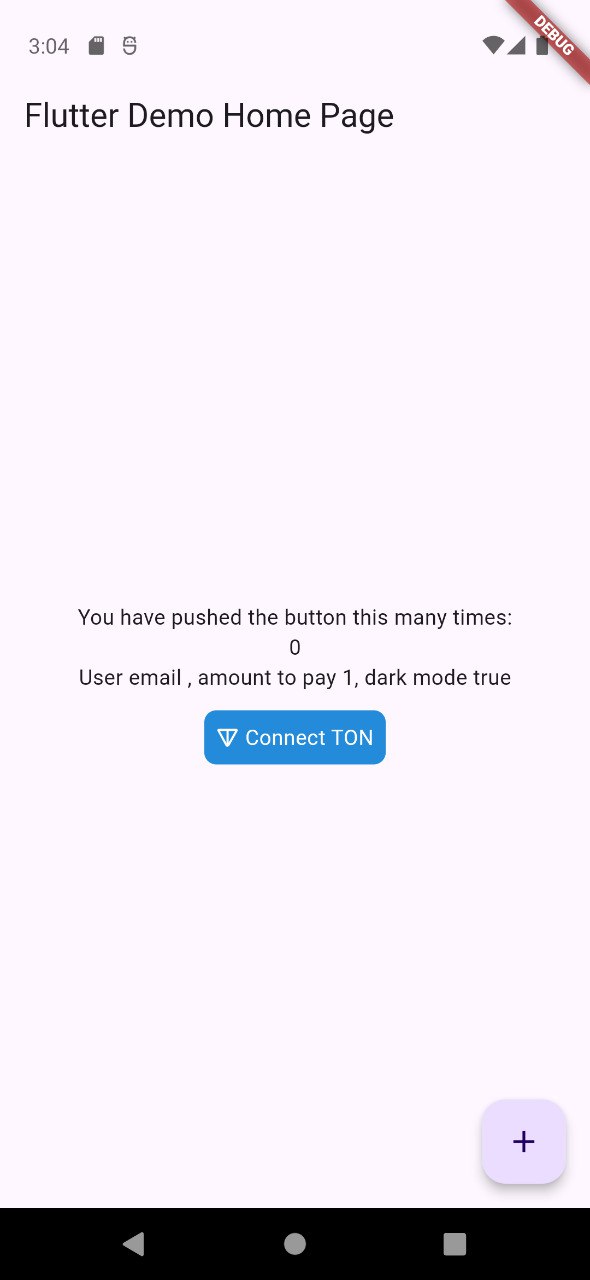 3:04
DEBUG
Flutter Demo Home Page
You have pushed the button this many times:
0
User email , amount to pay 1, dark mode true
Connect TON